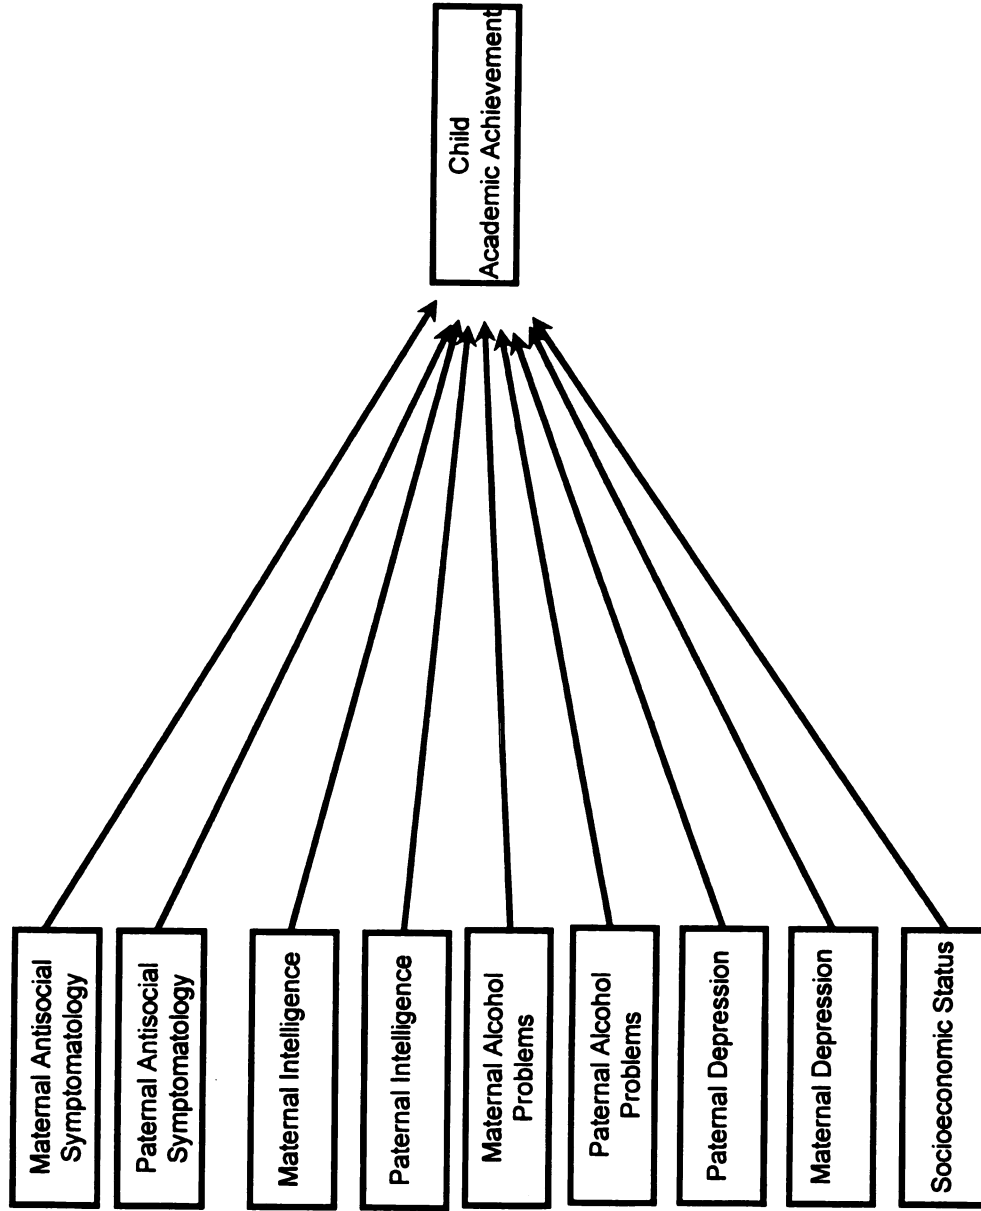 Maternal Antisocial
Symptomatology
Paternal Antisocial
Symptomatology
Maternal Intelligence
Paternal Intelligence
Maternal Alcohol
Problems
Paternal Alcohol
Problems
Paternal Depression
Maternal Depression
Socioeconomic Status
Child
Academic Achievement